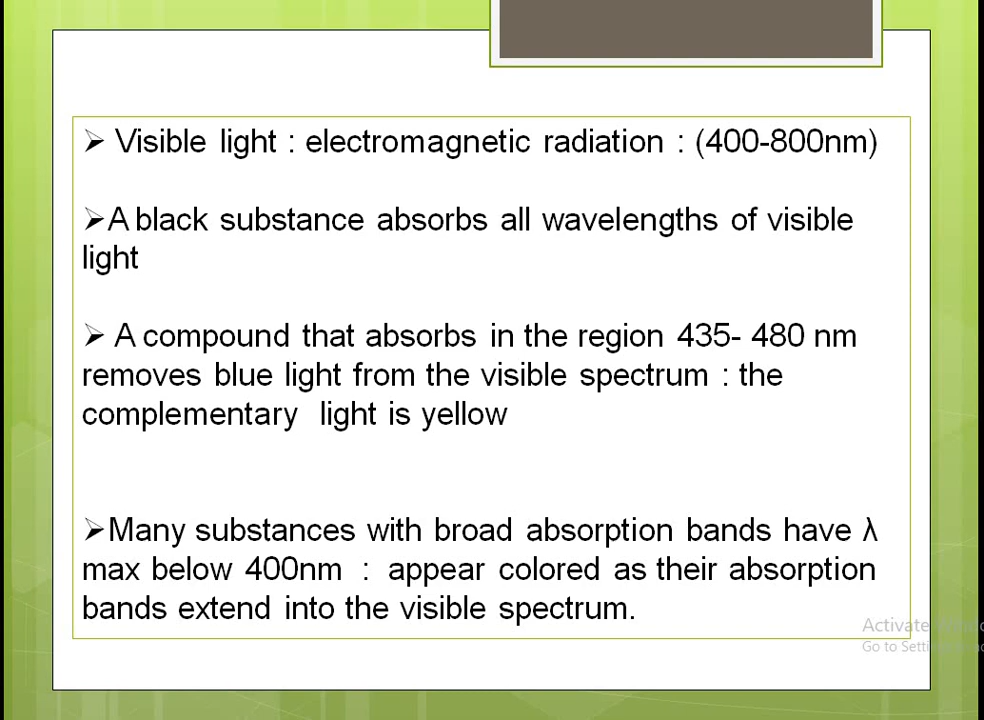 ➢ Visible light : electromagnetic radiation : (400-800nm)
➢A black substance absorbs all wavelengths of visible
light
➢ A compound that absorbs in the region 435- 480 nm
removes blue light from the visible spectrum : the
complementary light is yellow
➢Many substances with broad absorption bands have λ
max below 400nm : appear colored as their absorption
bands extend into the visible spectrum.
Activate
Go to